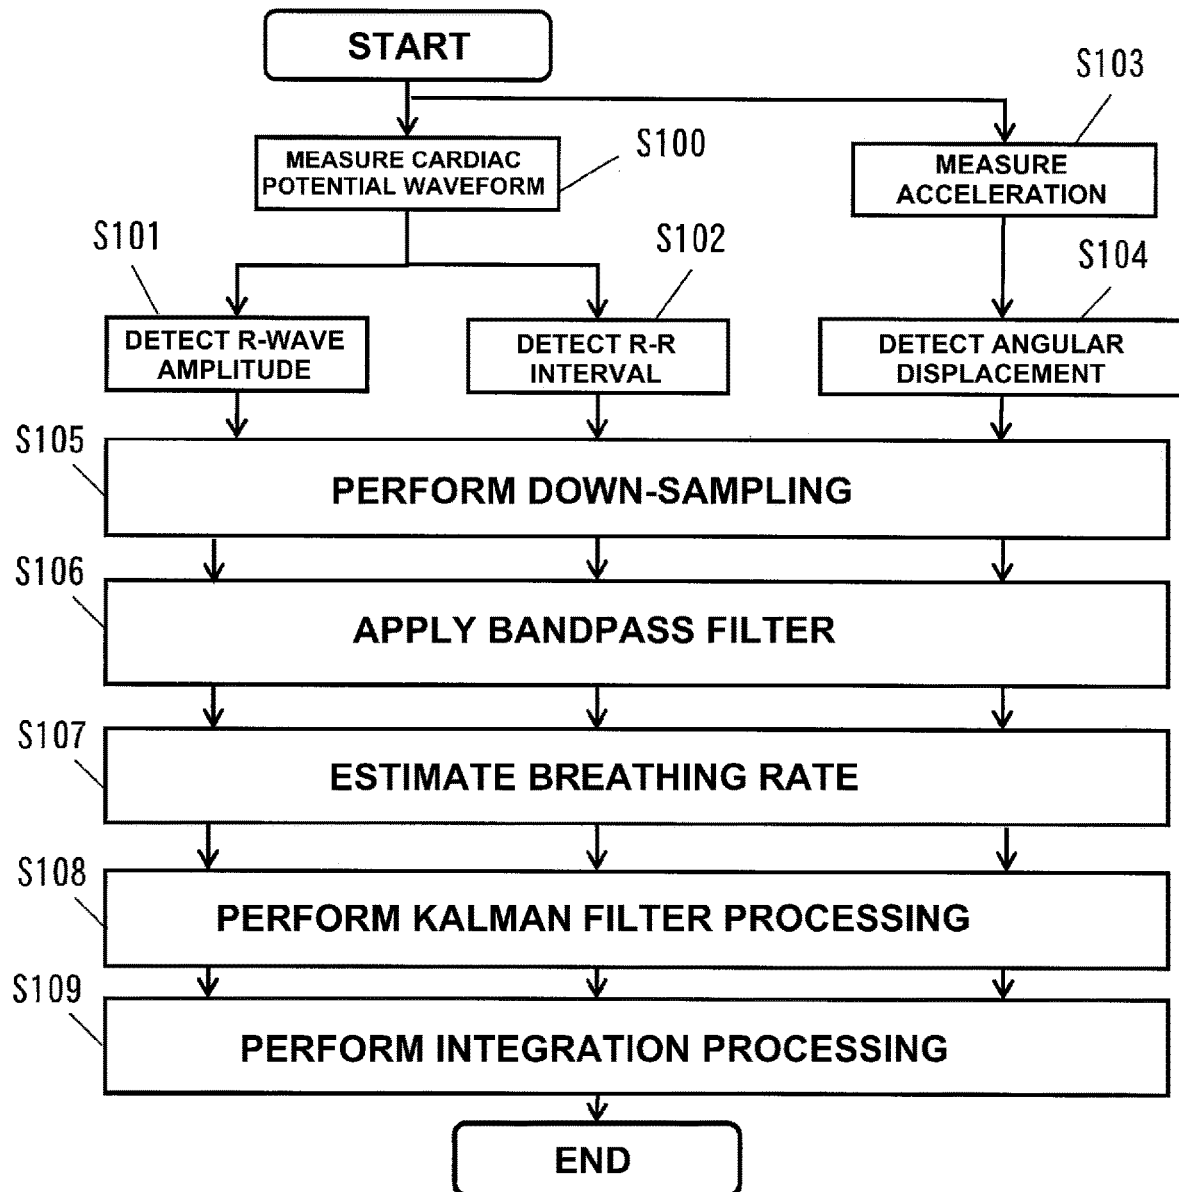 START
S103
S100
MEASURE CARDIAC
POTENTIAL WAVEFORM
MEASURE
ACCELERATION
S101
S102
S104
DETECT R-WAVE
AMPLITUDE
DETECT R-R
INTERVAL
DETECT ANGULAR
DISPLACEMENT
S105
PERFORM DOWN-SAMPLING
S106
APPLY BANDPASS FILTER
S107
ESTIMATE BREATHING RATE
S108
PERFORM KALMAN FILTER PROCESSING
S109
PERFORM INTEGRATION PROCESSING
END